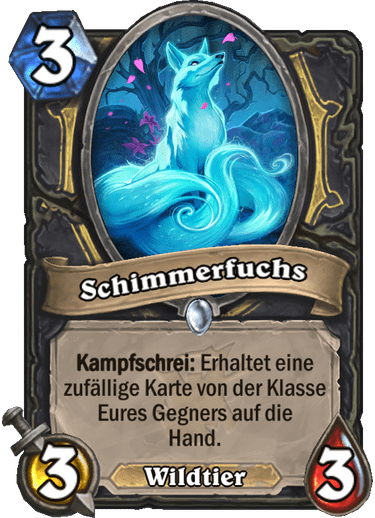 3
Schimmerfuchs
Kampfschrei: Erhaltet eine
zufällige Karte von der Klasse
Eures Gegners auf die
Hand.
3
Wildtier
3